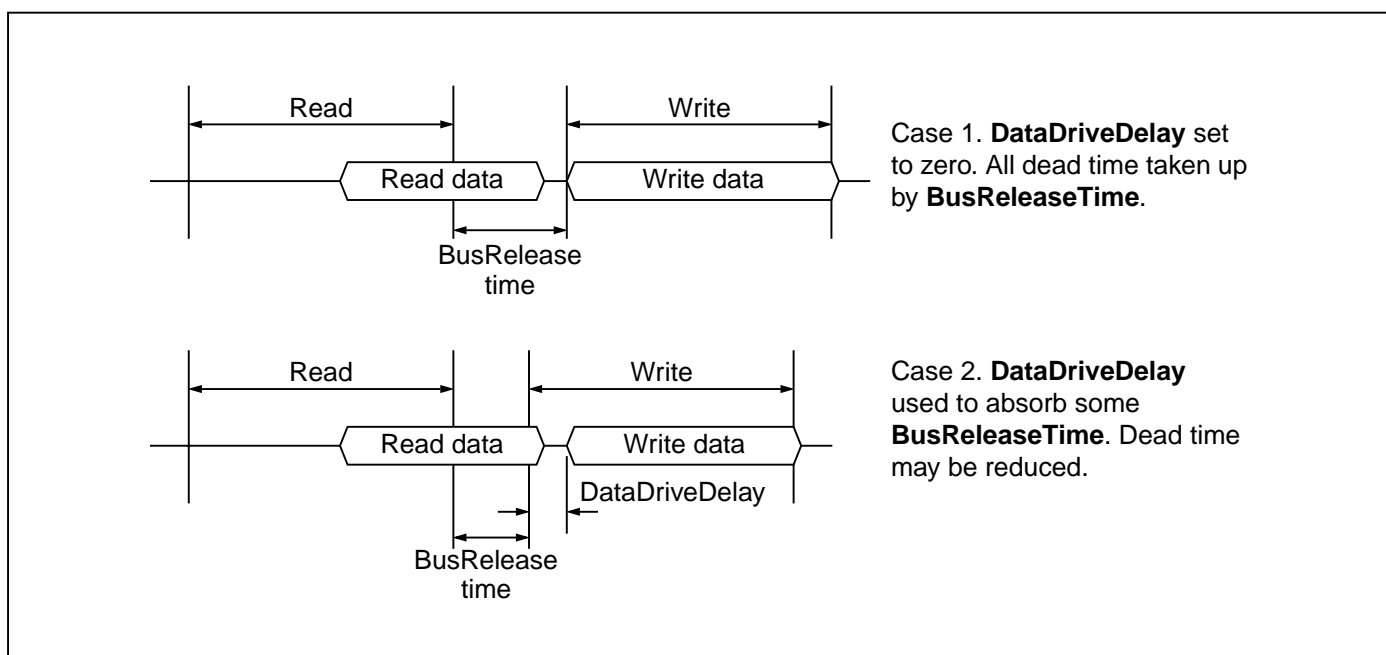 Read
Write
Read data
Write data
BusRelease
time
Case 1. DataDriveDelay set
to zero. All dead time taken up
by BusReleaseTime.
Read
Write
Read data
Write data
DataDriveDelay
BusRelease
time
Case 2. DataDriveDelay
used to absorb some
BusReleaseTime. Dead time
may be reduced.